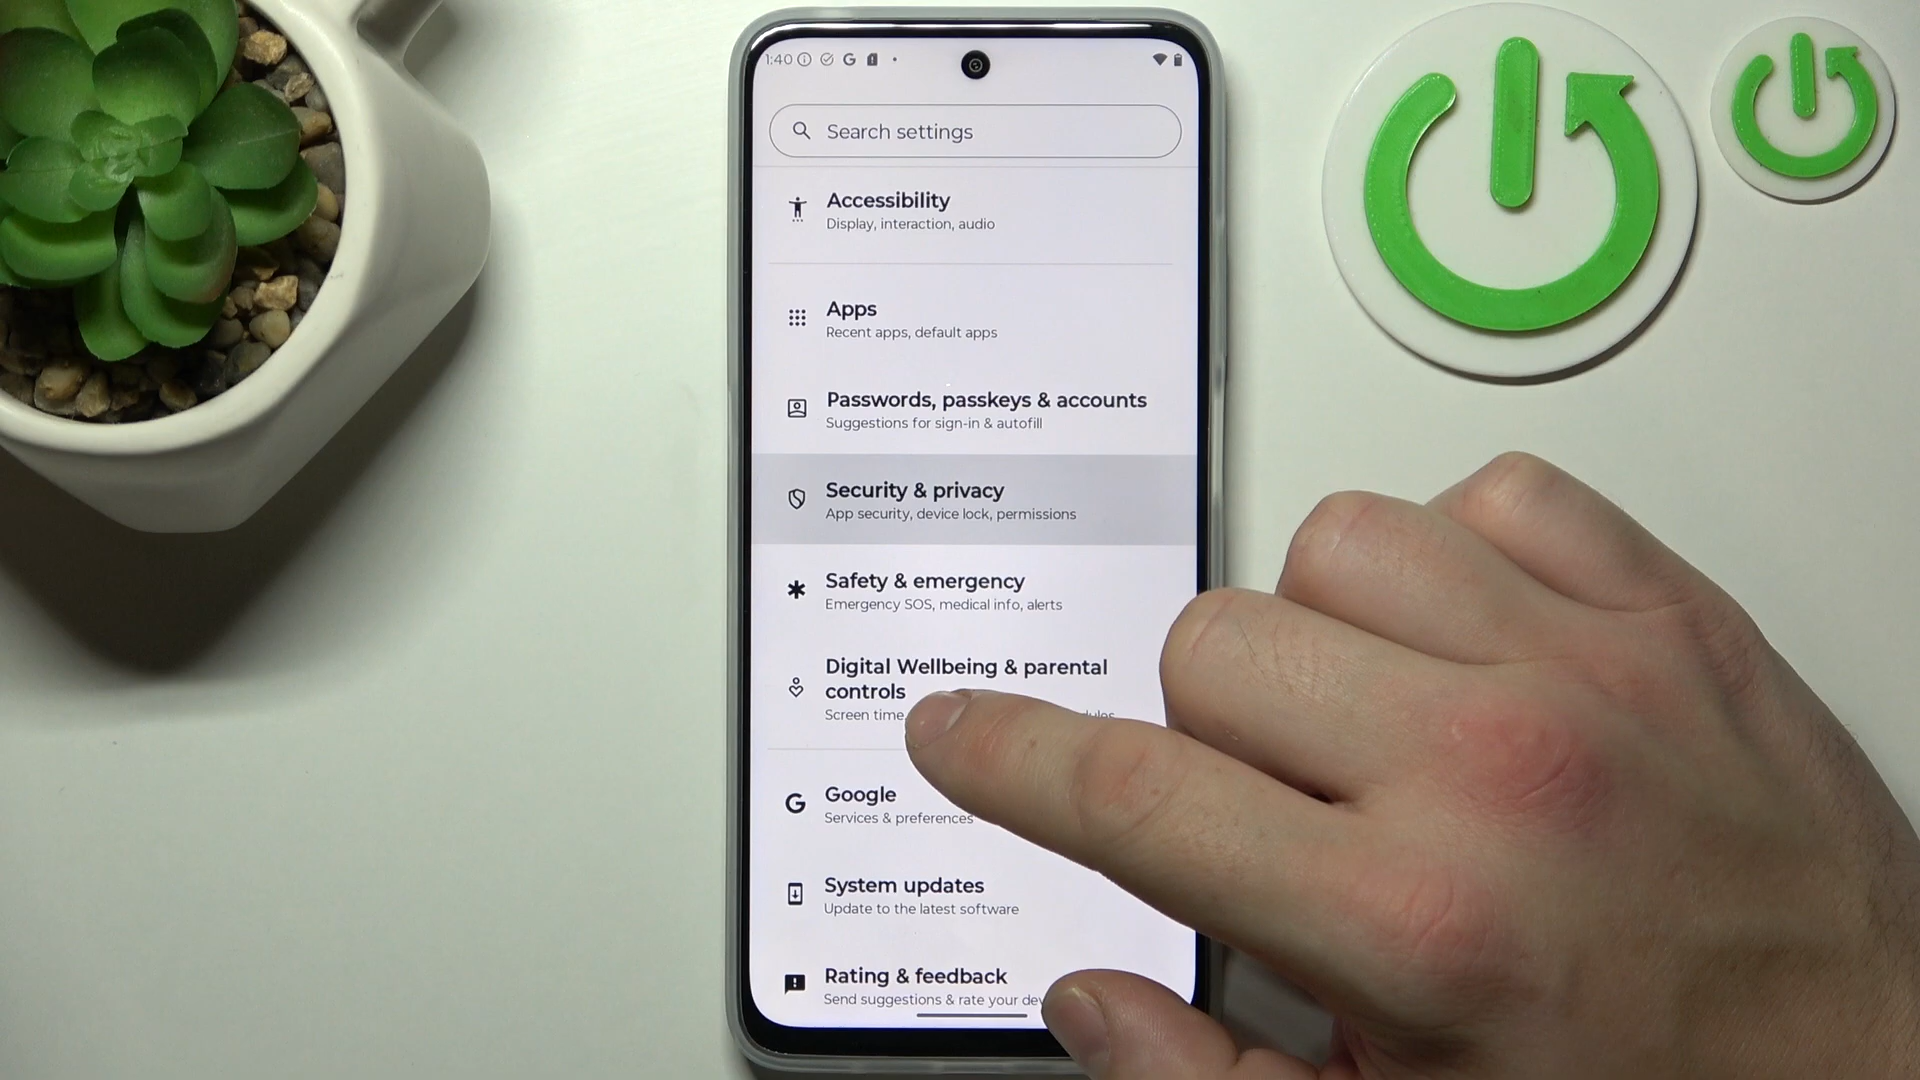 1:40
Search settings
Accessibility
Display, interaction, audio
Apps
Recent apps, default apps
Passwords, passkeys & accounts
Suggestions for sign-in & autofill
Security & privacy
App security, device lock, permissions
Safety & emergency
Emergency SOS, medical info, alerts
Digital Wellbeing & parental
controls
Screen time,
Google
Services & preferences
System updates
Update to the latest software
Rating & feedback
Send suggestions & rate your